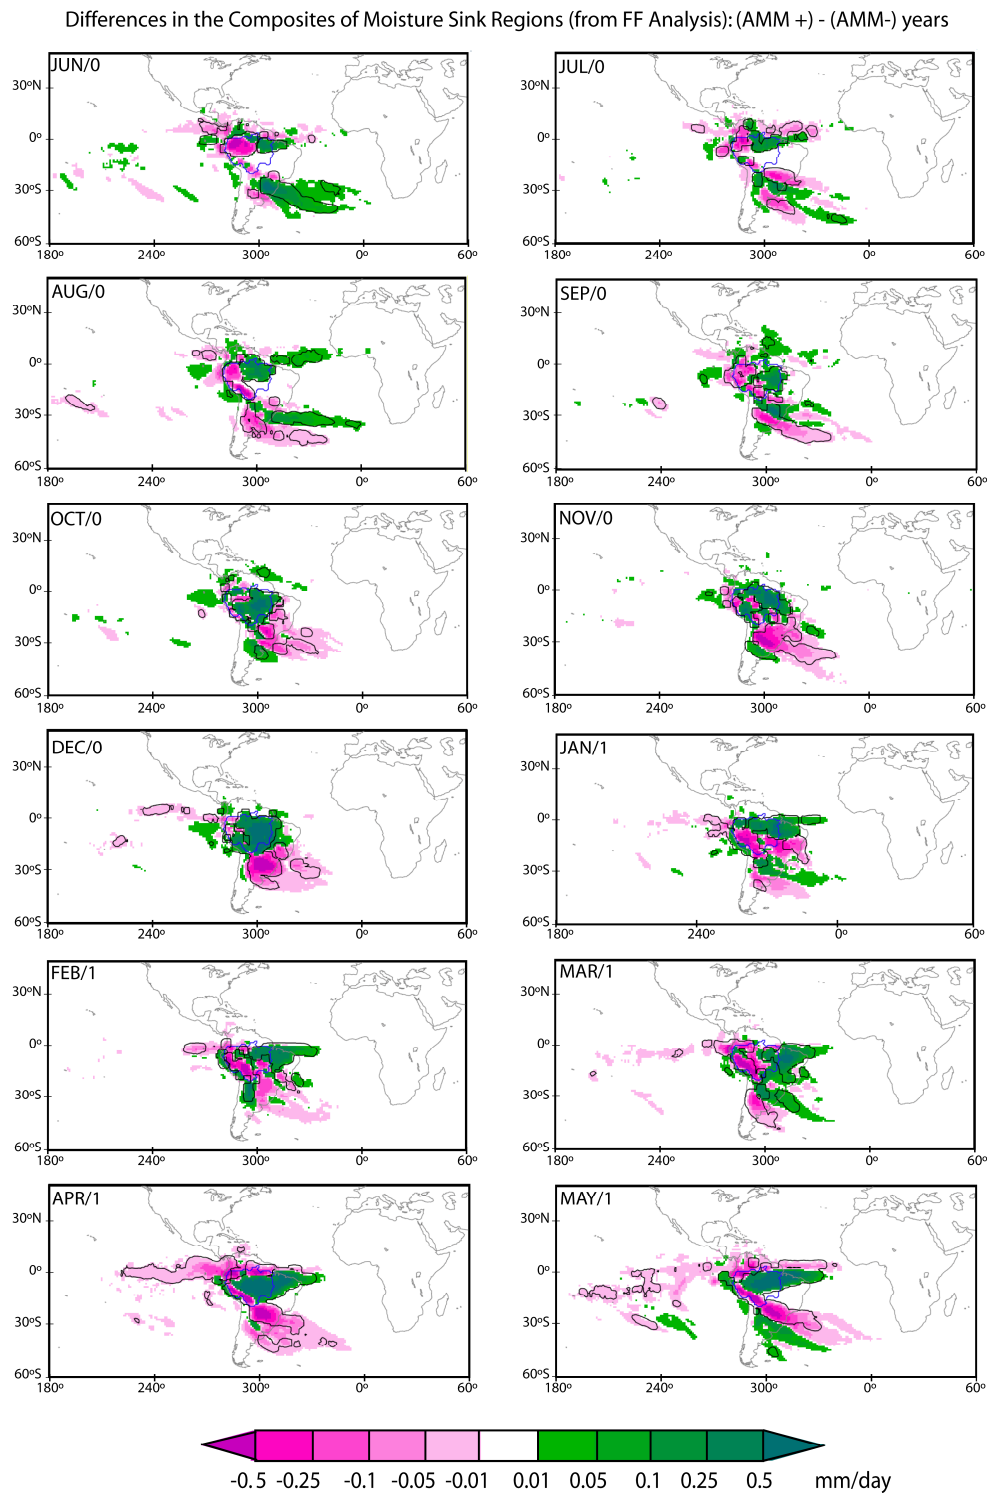 Differences in the Composites of Moisture Sink Regions (from FF Analysis): (AMM +) - (AMM-) years
JUN/0
30ºN
0º
30ºS
60ºS
180º 240º 300º 0º 60º
JUL/0
30ºN
0º
30ºS
60ºS
180º 240º 300º 0º 60º
AUG/0
30ºN
0º
30ºS
60ºS
180º 240º 300º 0º 60º
SEP/0
30ºN
0º
30ºS
60ºS
180º 240º 300º 0º 60º
OCT/0
30ºN
0º
30ºS
60ºS
180º 240º 300º 0º 60º
NOV/0
30ºN
0º
30ºS
60ºS
180º 240º 300º 0º 60º
DEC/0
30ºN
0º
30ºS
60ºS
180º 240º 300º 0º 60º
JAN/1
30ºN
0º
30ºS
60ºS
180º 240º 300º 0º 60º
FEB/1
30ºN
0º
30ºS
60ºS
180º 240º 300º 0º 60º
MAR/1
30ºN
0º
30ºS
60ºS
180º 240º 300º 0º 60º
APR/1
30ºN
0º
30ºS
60ºS
180º 240º 300º 0º 60º
MAY/1
30ºN
0º
30ºS
60ºS
180º 240º 300º 0º 60º
-0.5 -0.25 -0.1 -0.05 -0.01 0.01 0.05 0.1 0.25 0.5 mm/day